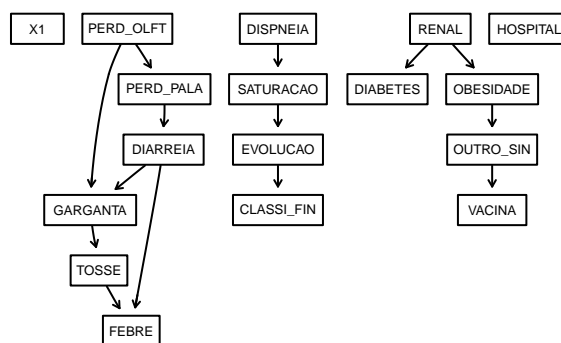 X1
PERD_OLFT
DISPNEIA
RENAL
HOSPITAL
PERD_PALA
SATURACAO
DIABETES
OBESIDADE
DIARREIA
EVOLUCAO
OUTRO_SIN
GARGANTA
CLASSI_FIN
VACINA
TOSSE
FEBRE